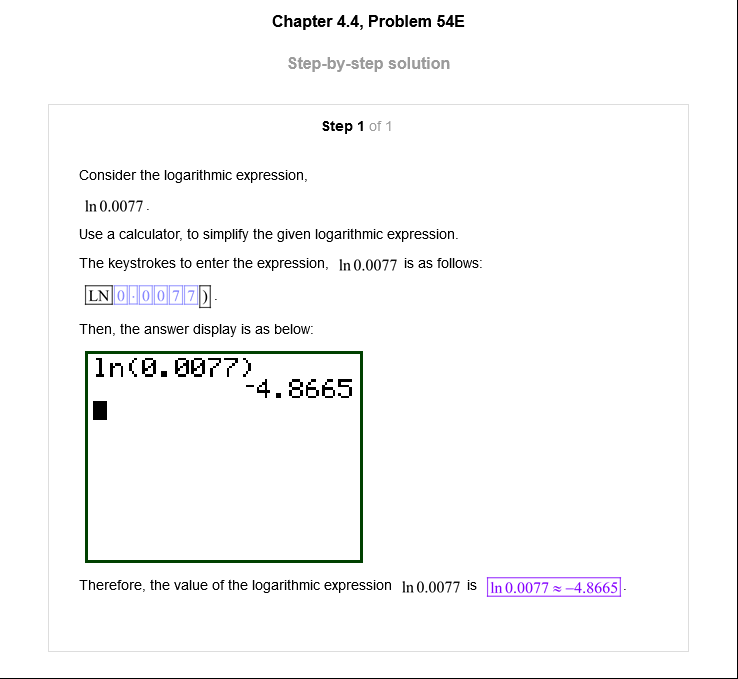 Chapter 4.4, Problem 54E
Step-by-step solution
Step 1 of 1
Consider the logarithmic expression,
ln 0.0077 .
Use a calculator, to simplify the given logarithmic expression.
The keystrokes to enter the expression, ln 0.0077 is as follows:
LN 0 . 0 0 7 7 ) .
Then, the answer display is as below:
ln(0.0077)
-4.8665
Therefore, the value of the logarithmic expression ln 0.0077 is ln 0.0077 ≈ −4.8665 .